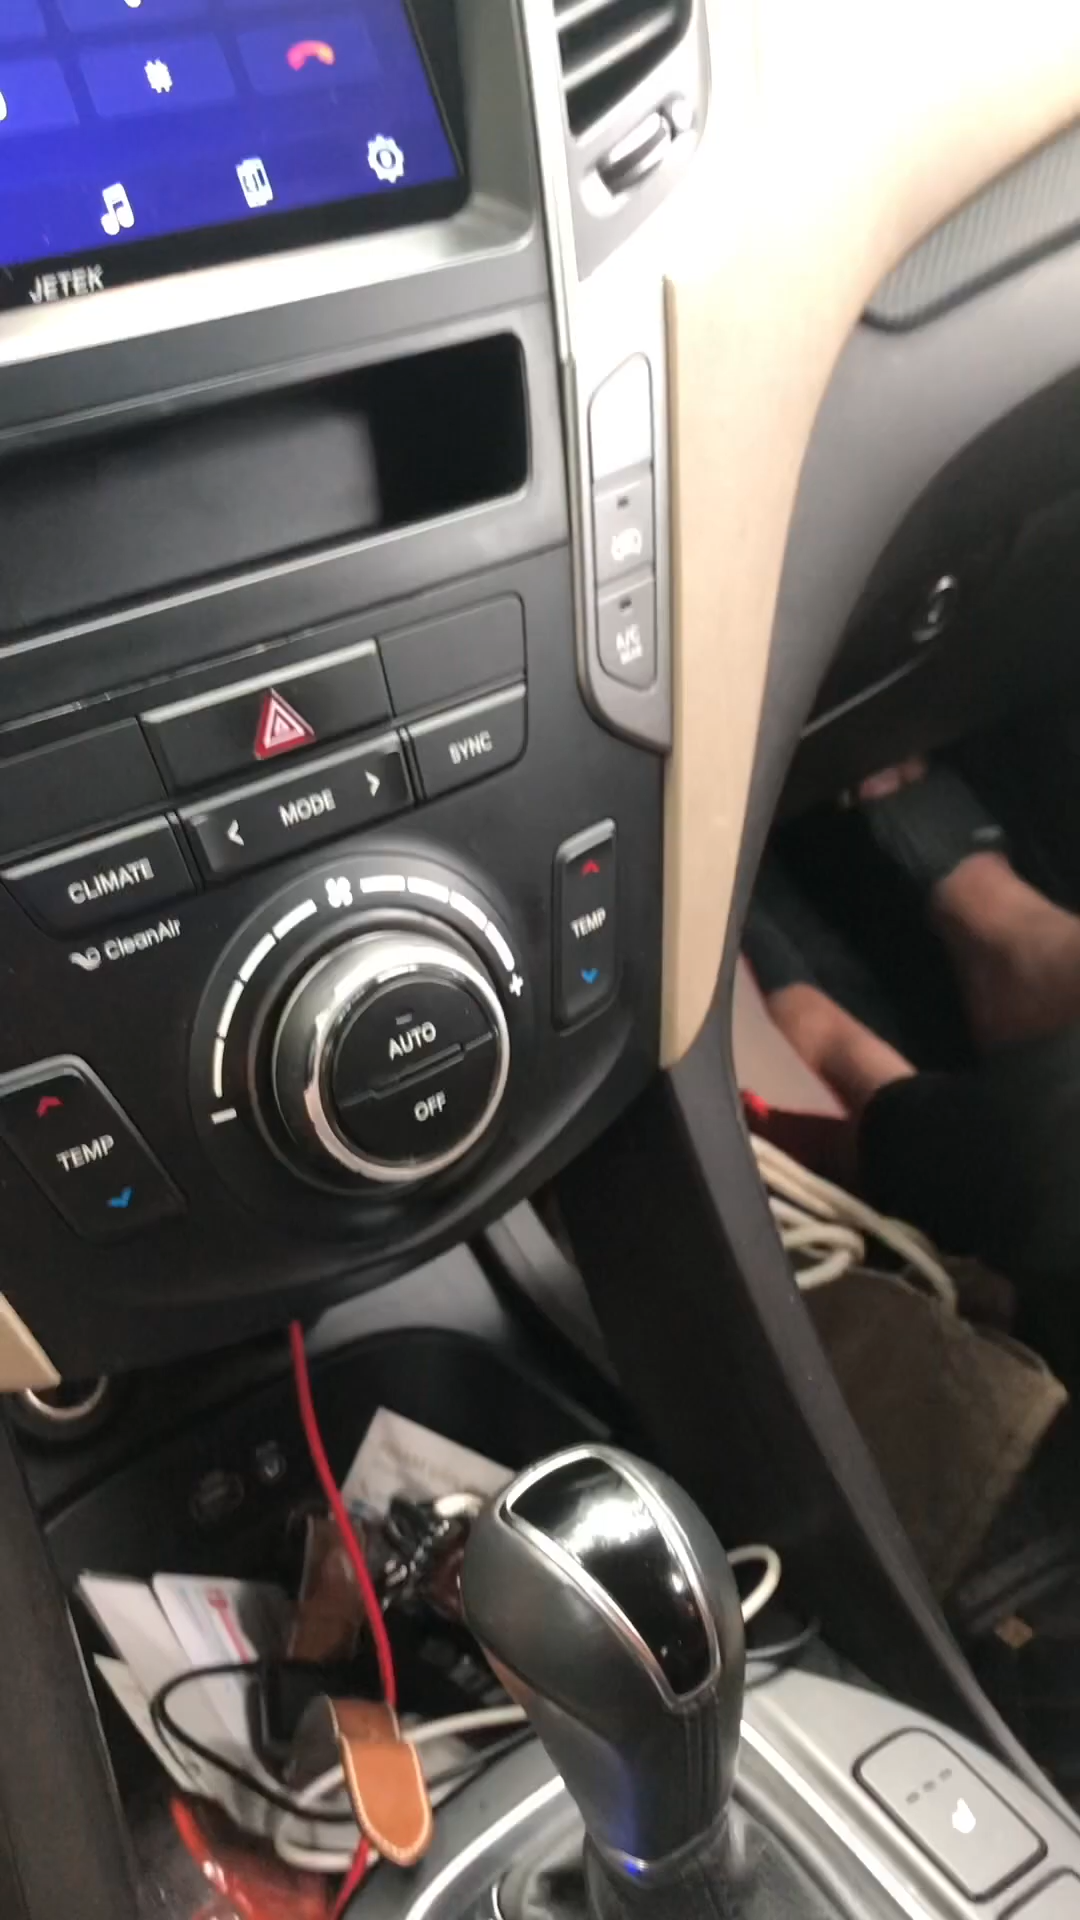 JETEK
A/C
MODE
SYNC
CLIMATE
CleanAir
TEMP
AUTO
OFF
TEMP